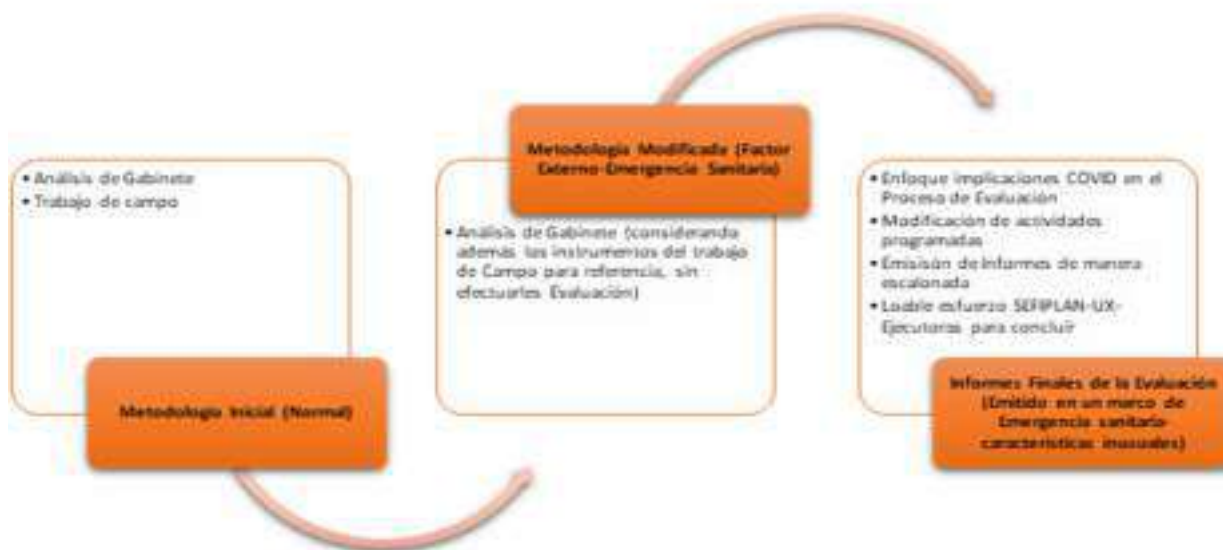 • Análisis de Gabinete
• Trabajo de campo
Metodología Inicial (Normal)
Metodología Modificada (Factor
Externo-Emergencia Sanitaria)
• Análisis de Gabinete (considerando
además los instrumentos del trabajo
de Campo para referencia, sin
efectuarles Evaluación)
• Enfoque implicaciones COVID en el
Proceso de Evaluación
• Modificación de actividades
programadas
• Emisión de Informes de manera
escalonada
• Loable esfuerzo SEFIPLAN-UX-
Ejecutoras para concluir
Informes Finales de la Evaluación
(Emitido en un marco de
Emergencia sanitaria-
características inusuales)